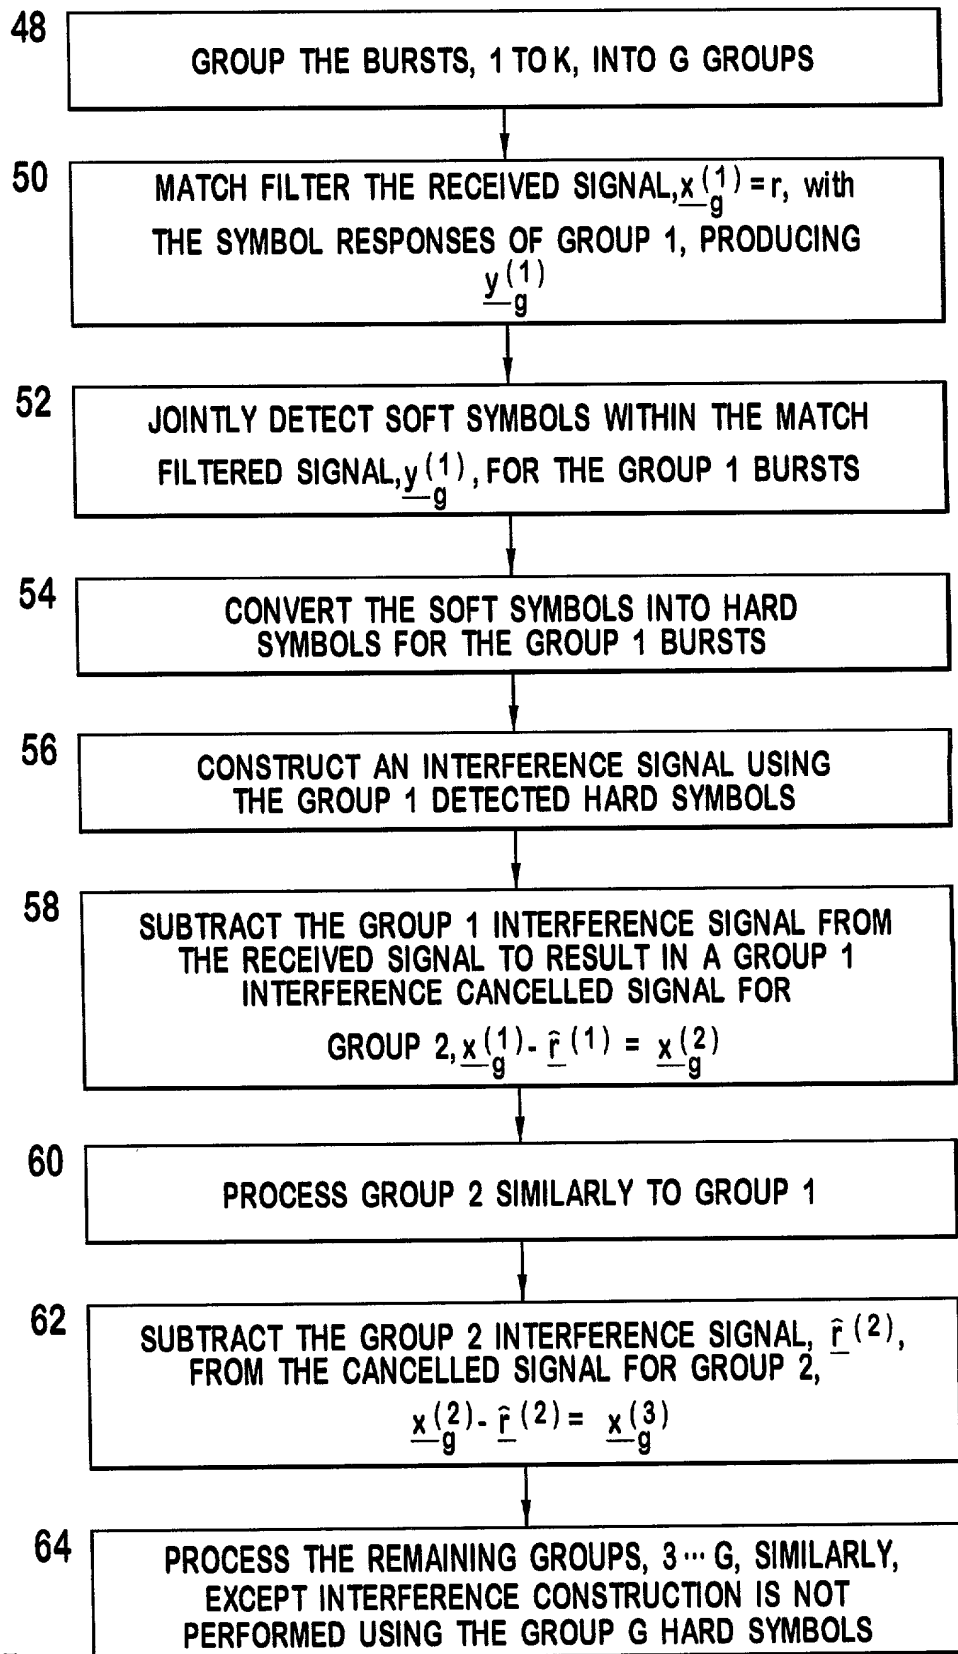 48
GROUP THE BURSTS, 1 TO K, INTO G GROUPS
50
MATCH FILTER THE RECEIVED SIGNAL, x_g^(1) = r, with
THE SYMBOL RESPONSES OF GROUP 1, PRODUCING
y_g^(1)
52
JOINTLY DETECT SOFT SYMBOLS WITHIN THE MATCH
FILTERED SIGNAL, y_g^(1), FOR THE GROUP 1 BURSTS
54
CONVERT THE SOFT SYMBOLS INTO HARD
SYMBOLS FOR THE GROUP 1 BURSTS
56
CONSTRUCT AN INTERFERENCE SIGNAL USING
THE GROUP 1 DETECTED HARD SYMBOLS
58
SUBTRACT THE GROUP 1 INTERFERENCE SIGNAL FROM
THE RECEIVED SIGNAL TO RESULT IN A GROUP 1
INTERFERENCE CANCELLED SIGNAL FOR
GROUP 2, x_g^(1) - r̂^(1) = x_g^(2)
60
PROCESS GROUP 2 SIMILARLY TO GROUP 1
62
SUBTRACT THE GROUP 2 INTERFERENCE SIGNAL, r̂^(2),
FROM THE CANCELLED SIGNAL FOR GROUP 2,
x_g^(2) - r̂^(2) = x_g^(3)
64
PROCESS THE REMAINING GROUPS, 3 ··· G, SIMILARLY,
EXCEPT INTERFERENCE CONSTRUCTION IS NOT
PERFORMED USING THE GROUP G HARD SYMBOLS